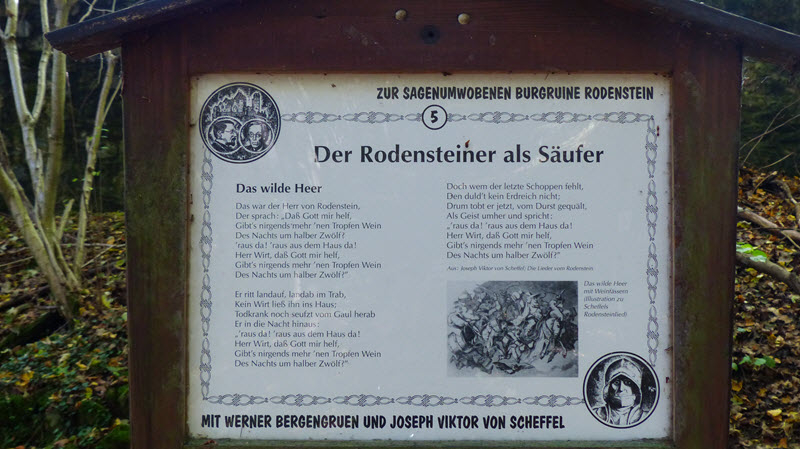 ZUR SAGENUMWOBENEN BURGRUINE RODENSTEIN
5
Der Rodensteiner als Säufer
Das wilde Heer
Das war der Herr von Rodenstein,
Der sprach: „Daß Gott mir helf,
Gibt's nirgends mehr 'nen Tropfen Wein
Des Nachts um halber Zwölf?
'raus da! 'raus aus dem Haus da!
Herr Wirt, daß Gott mir helf,
Gibt's nirgends mehr 'nen Tropfen Wein
Des Nachts um halber Zwölf?"
Er ritt landauf, landab im Trab,
Kein Wirt ließ ihn ins Haus:
Todkrank noch seufzt vom Gaul herab
Er in die Nacht hinaus:
„'raus da! 'raus aus dem Haus da!
Herr Wirt, daß Gott mir helf,
Gibt's nirgends mehr 'nen Tropfen Wein
Des Nachts um halber Zwölf?"
Doch wem der letzte Schoppen fehlt,
Den duld't kein Erdreich nicht;
Drum tobt er jetzt, vom Durst gequält,
Als Geist umher und spricht:
„'raus da! 'raus aus dem Haus da!
Herr Wirt, daß Gott mir helf,
Gibt's nirgends mehr 'nen Tropfen Wein
Des Nachts um halber Zwölf?"
Aus: Joseph Viktor von Scheffel: Die Lieder vom Rodenstein
Das wilde Heer
mit Weinfässern
(Illustration zu
Scheffels
Rodensteinlied)
MIT WERNER BERGENGRUEN UND JOSEPH VIKTOR VON SCHEFFEL